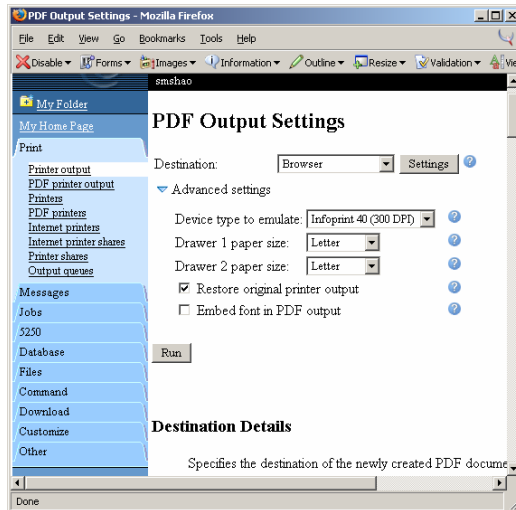 PDF Output Settings - Mozilla Firefox
File Edit View Go Bookmarks Tools Help
Disable Forms Images Information Outline Resize Validation Vie
smshao
My Folder
My Home Page
Print
Printer output
PDF printer output
Printers
PDF printers
Internet printers
Internet printer shares
Printer shares
Output queues
Messages
Jobs
5250
Database
Files
Command
Download
Customize
Other
PDF Output Settings
Destination: Browser Settings
Advanced settings
Device type to emulate: Infoprint 40 (300 DPI)
Drawer 1 paper size: Letter
Drawer 2 paper size: Letter
Restore original printer output
Embed font in PDF output
Run
Destination Details
Specifies the destination of the newly created PDF docume
Done